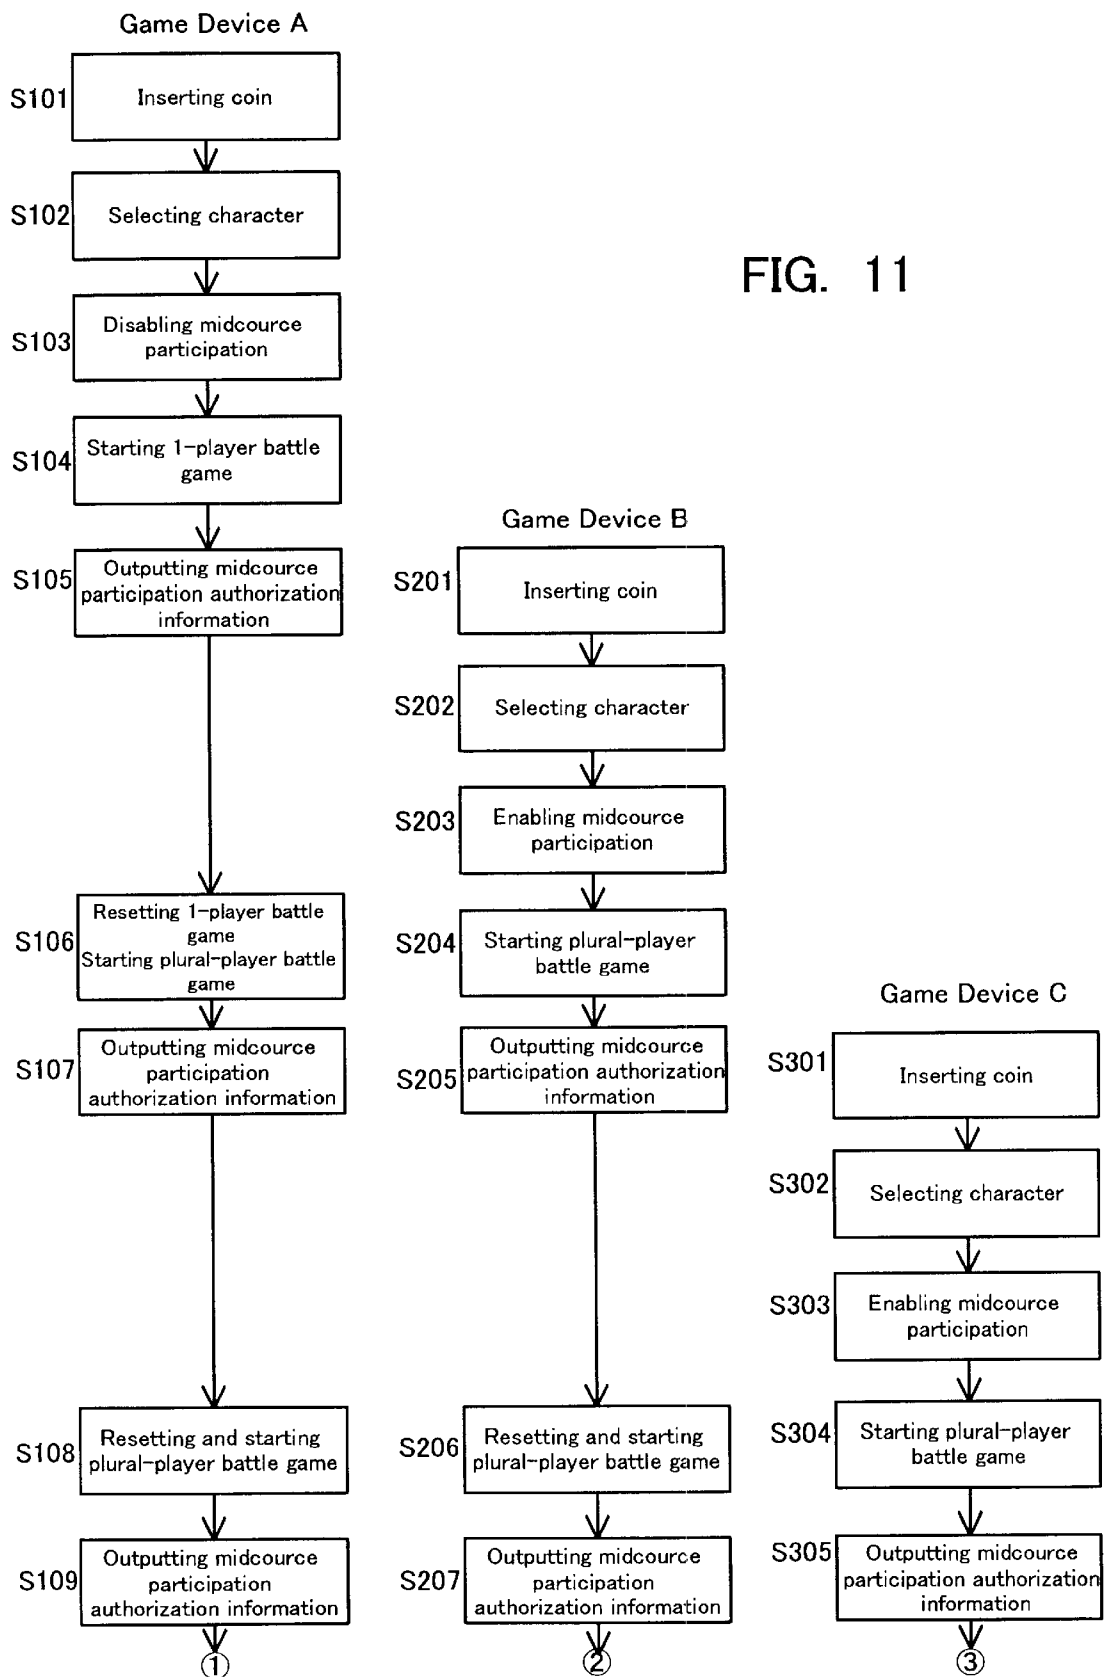 Game Device A
S101
Inserting coin
S102
Selecting character
FIG. 11
S103
Disabling midcource
participation
S104
Starting 1-player battle
game
S105
Outputting midcource
participation authorization
information
S106
Resetting 1-player battle
game
Starting plural-player battle
game
S107
Outputting midcource
participation
authorization information
S108
Resetting and starting
plural-player battle game
S109
Outputting midcource
participation
authorization information
①
Game Device B
S201
Inserting coin
S202
Selecting character
S203
Enabling midcource
participation
S204
Starting plural-player
battle game
S205
Outputting midcource
participation authorization
information
S206
Resetting and starting
plural-player battle game
S207
Outputting midcource
participation
authorization information
②
Game Device C
S301
Inserting coin
S302
Selecting character
S303
Enabling midcource
participation
S304
Starting plural-player
battle game
S305
Outputting midcource
participation authorization
information
③